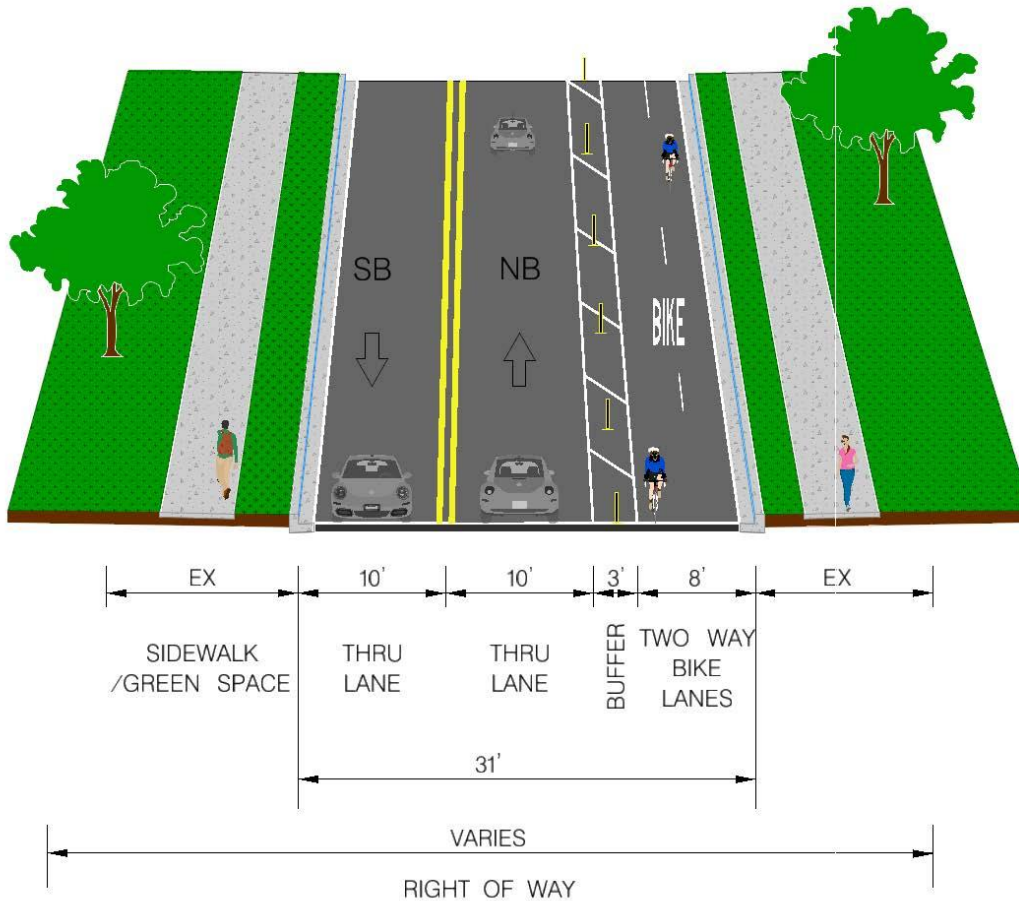 SB
NB
BIKE
EX
10'
10'
3'
8'
EX
SIDEWALK
/GREEN SPACE
THRU
LANE
THRU
LANE
BUFFER
TWO WAY
BIKE
LANES
31'
VARIES
RIGHT OF WAY